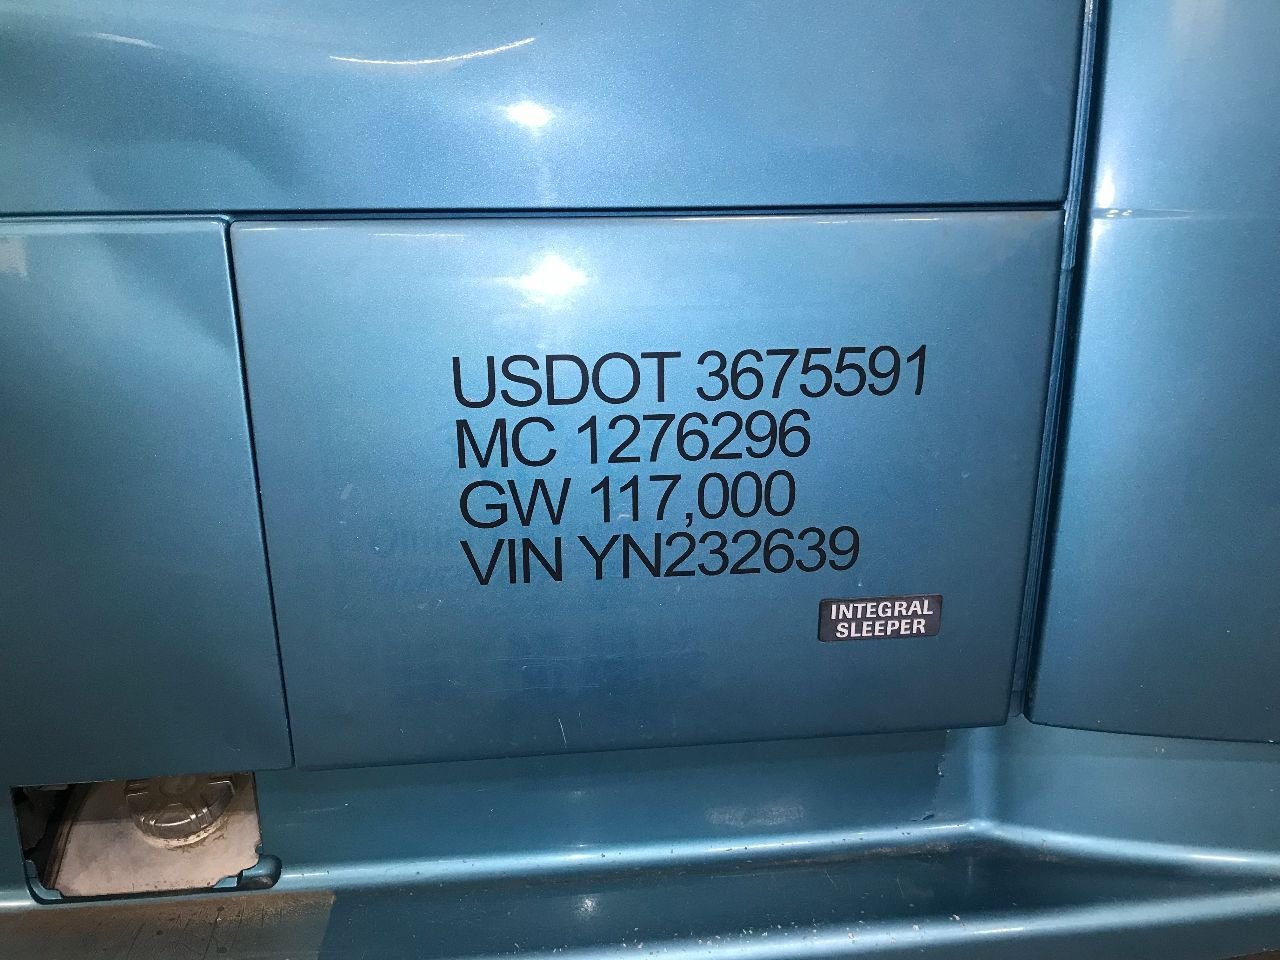 USDOT 3675591
MC 1276296
GW 117,000
VIN YN232639
INTEGRAL
SLEEPER